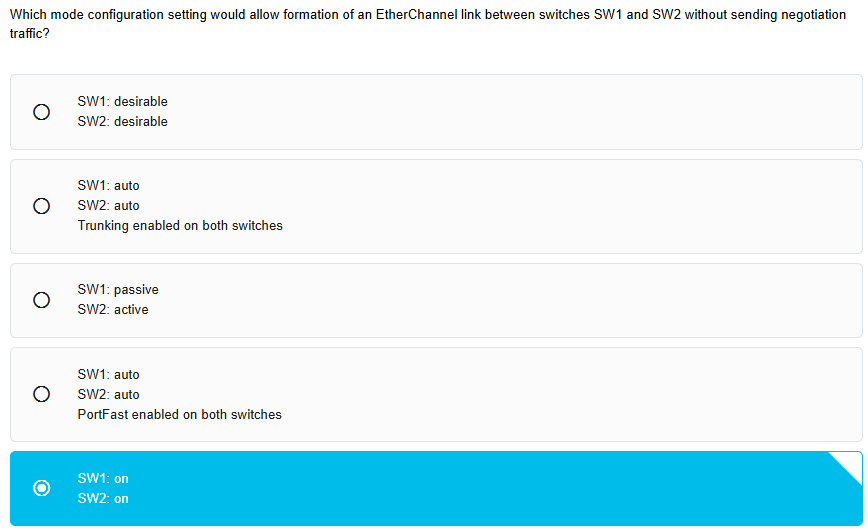 Which mode configuration setting would allow formation of an EtherChannel link between switches SW1 and SW2 without sending negotiation
traffic?
SW1: desirable
SW2: desirable
SW1: auto
SW2: auto
Trunking enabled on both switches
SW1: passive
SW2: active
SW1: auto
SW2: auto
PortFast enabled on both switches
SW1: on
SW2: on